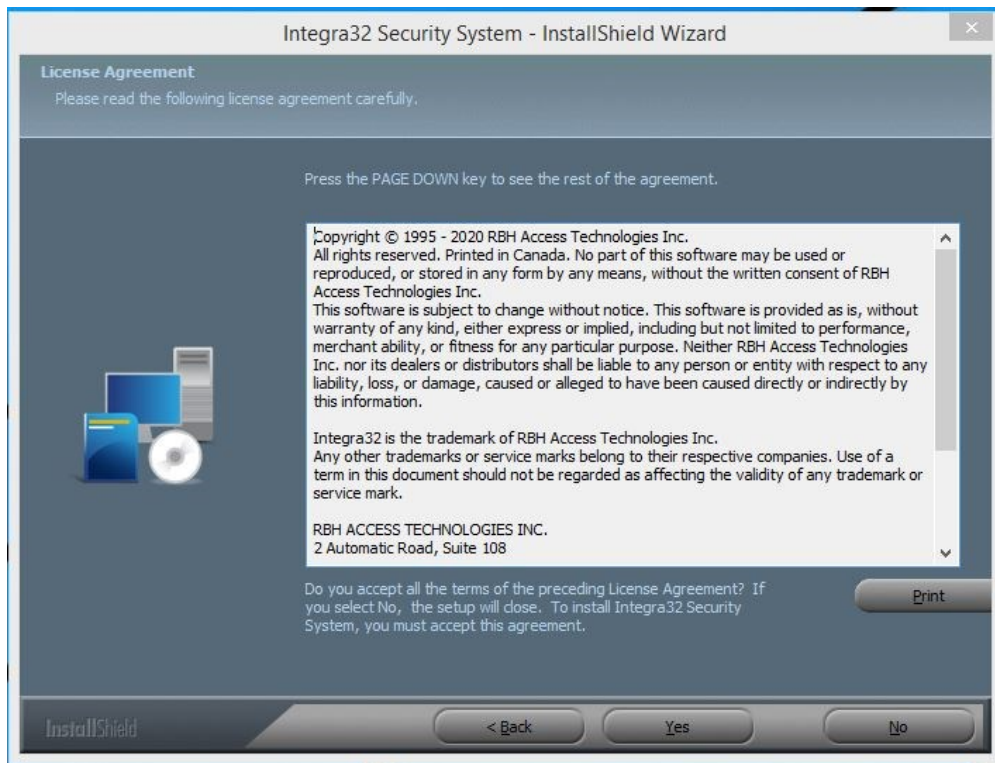 Integra32 Security System - InstallShield Wizard
License Agreement
Please read the following license agreement carefully.
Press the PAGE DOWN key to see the rest of the agreement.
Copyright © 1995 - 2020 RBH Access Technologies Inc.
All rights reserved. Printed in Canada. No part of this software may be used or
reproduced, or stored in any form by any means, without the written consent of RBH
Access Technologies Inc.
This software is subject to change without notice. This software is provided as is, without
warranty of any kind, either express or implied, including but not limited to performance,
merchant ability, or fitness for any particular purpose. Neither RBH Access Technologies
Inc. nor its dealers or distributors shall be liable to any person or entity with respect to any
liability, loss, or damage, caused or alleged to have been caused directly or indirectly by
this information.
Integra32 is the trademark of RBH Access Technologies Inc.
Any other trademarks or service marks belong to their respective companies. Use of a
term in this document should not be regarded as affecting the validity of any trademark or
service mark.
RBH ACCESS TECHNOLOGIES INC.
2 Automatic Road, Suite 108
Do you accept all the terms of the preceding License Agreement? If
you select No, the setup will close. To install Integra32 Security
System, you must accept this agreement.
Print
InstallShield
< Back
Yes
No